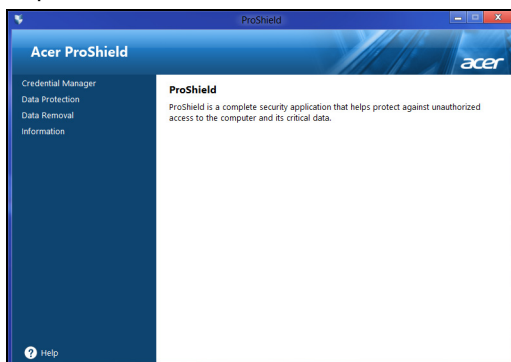 ProShield
Acer ProShield
acer
Credential Manager
Data Protection
Data Removal
Information
ProShield
ProShield is a complete security application that helps protect against unauthorized
access to the computer and its critical data.
? Help